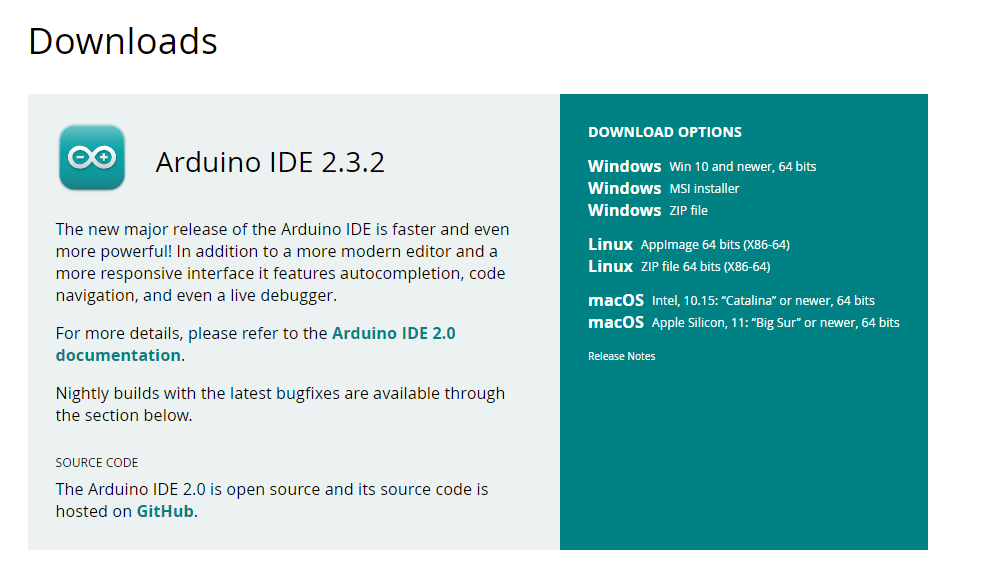 Downloads
Arduino IDE 2.3.2
The new major release of the Arduino IDE is faster and even
more powerful! In addition to a more modern editor and a
more responsive interface it features autocompletion, code
navigation, and even a live debugger.
For more details, please refer to the Arduino IDE 2.0
documentation.
Nightly builds with the latest bugfixes are available through
the section below.
SOURCE CODE
The Arduino IDE 2.0 is open source and its source code is
hosted on GitHub.
DOWNLOAD OPTIONS
Windows Win 10 and newer, 64 bits
Windows MSI installer
Windows ZIP file
Linux AppImage 64 bits (X86-64)
Linux ZIP file 64 bits (X86-64)
macOS Intel, 10.15: “Catalina” or newer, 64 bits
macOS Apple Silicon, 11: “Big Sur” or newer, 64 bits
Release Notes